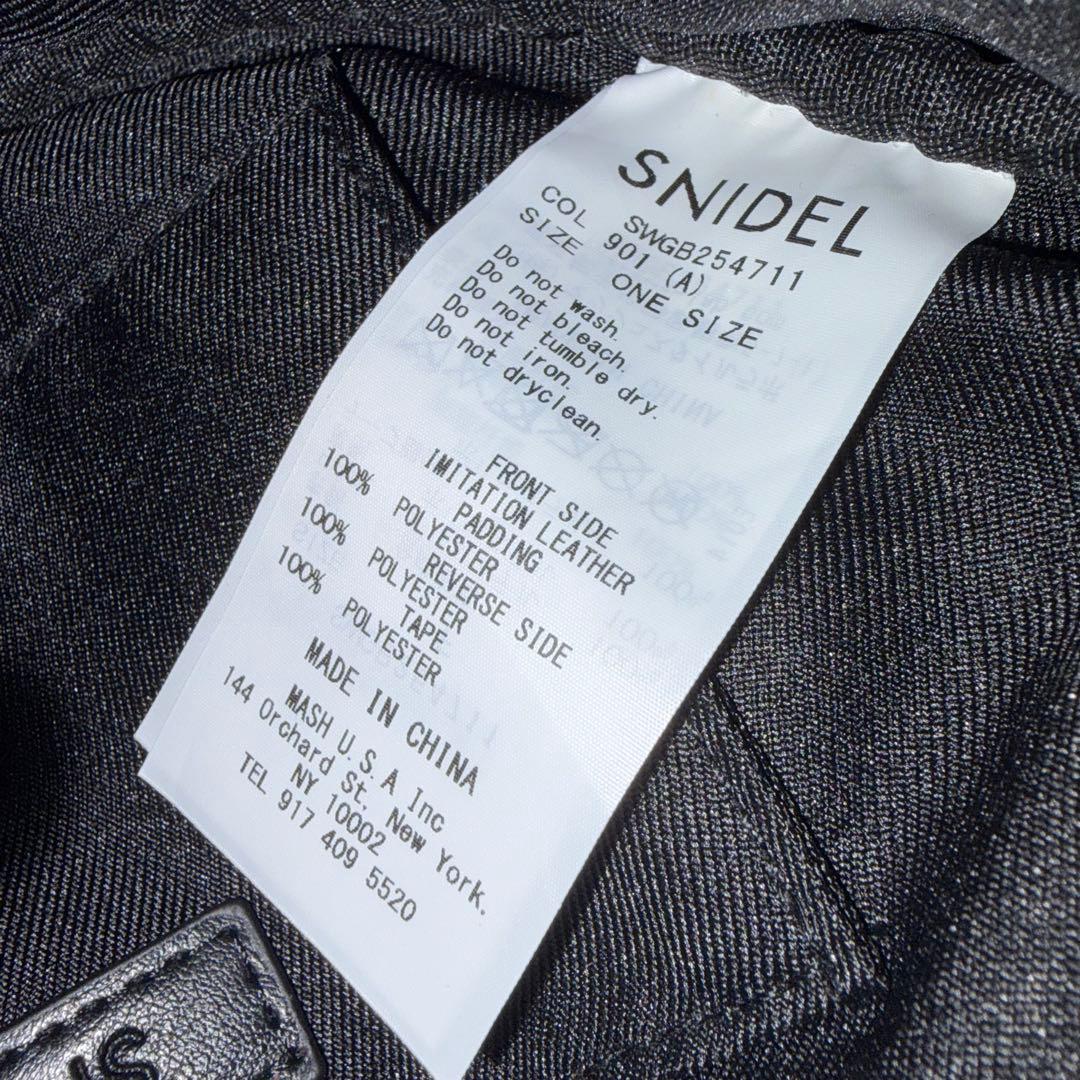 SNIDEL
SWGB254711
COL 901 (A)
SIZE ONE SIZE
Do not wash.
Do not bleach.
Do not tumble dry.
Do not iron.
Do not dryclean.
FRONT SIDE
100% IMITATION LEATHER
PADDING
100% POLYESTER
REVERSE SIDE
100% POLYESTER
TAPE
POLYESTER
MADE IN CHINA
MASH U.S.A Inc
144 Orchard St, New York.
NY 10002
TEL 917 409 5520